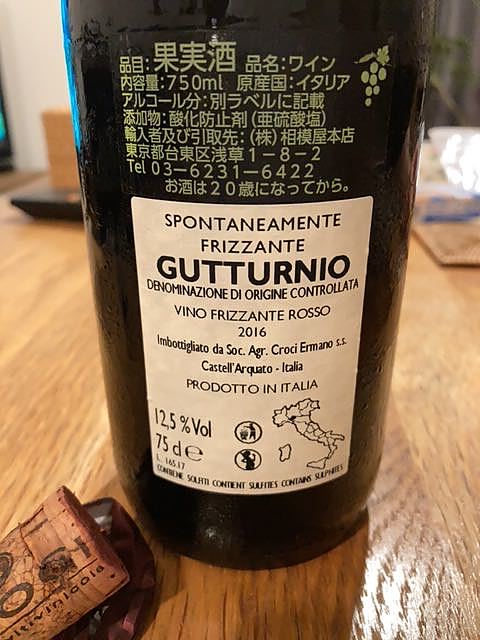 品目:果実酒 品名:ワイン
内容量:750ml 原産国:イタリア
アルコール分:別ラベルに記載
添加物:酸化防止剤(亜硫酸塩)
輸入者及び引取先:(株)相模屋本店
東京都台東区浅草1-8-2
Tel 03-6231-6422
お酒は20歳になってから。
SPONTANEAMENTE
FRIZZANTE
GUTTURNIO
DENOMINAZIONE DI ORIGINE CONTROLLATA
VINO FRIZZANTE ROSSO
2016
Imbottigliato da Soc. Agr. Croci Ermano s.s.
Castell'Arquato - Italia
PRODOTTO IN ITALIA
12,5 %Vol
75 cl e
L. 165.17
CONTIENE SOLFITI CONTIENT SULFITES CONTAINS SULPHITES